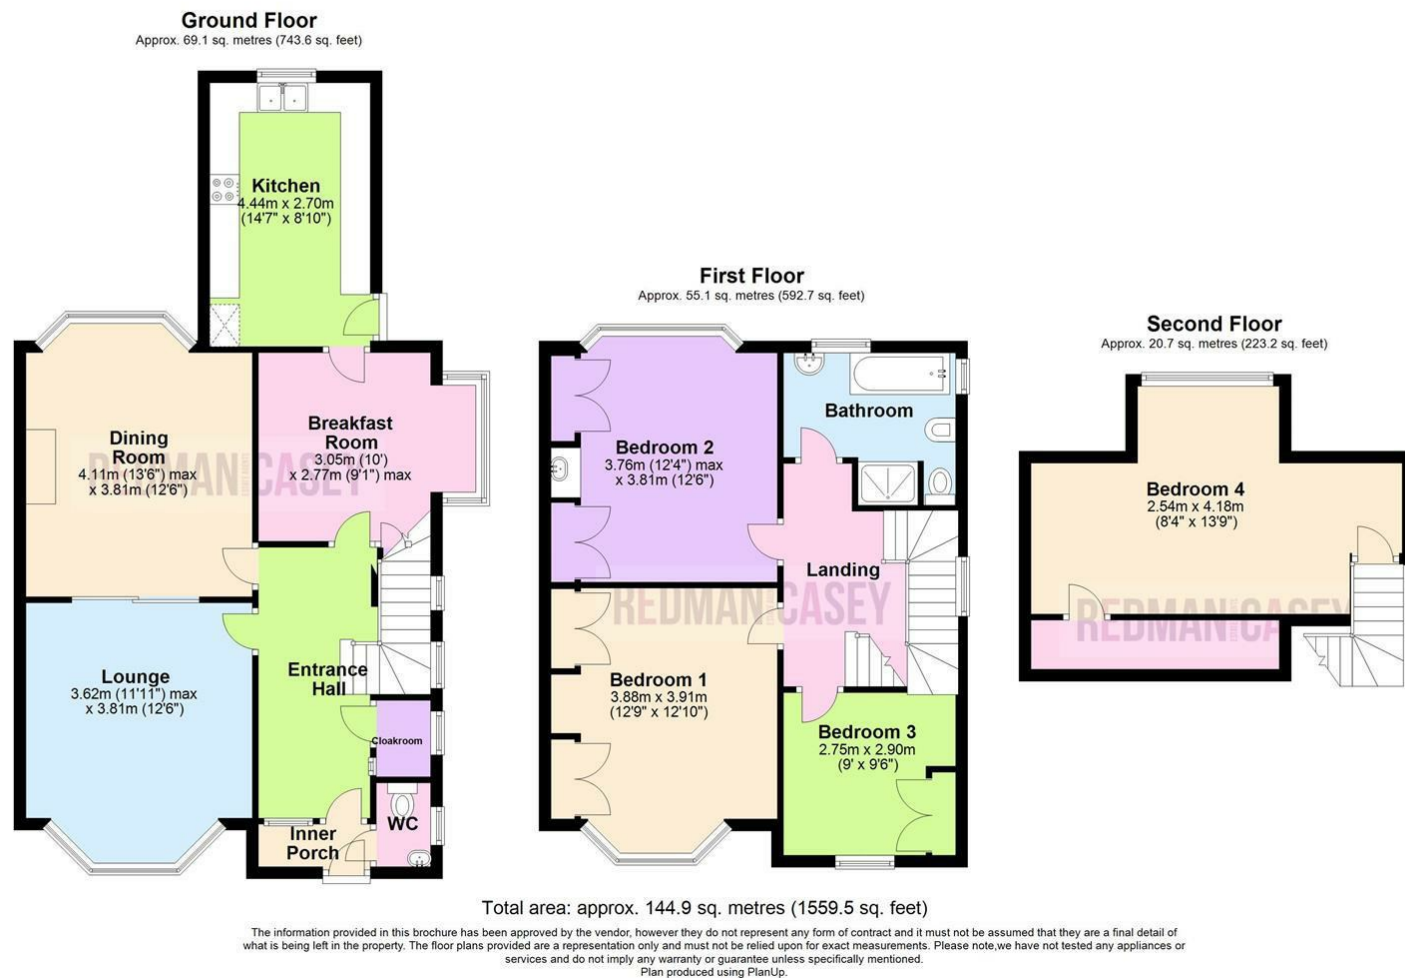 Ground Floor
Approx. 69.1 sq. metres (743.6 sq. feet)
Kitchen
4.44m x 2.70m
(14'7" x 8'10")
Dining
Room
4.11m (13'6") max
x 3.81m (12'6")
Breakfast
Room
3.05m (10')
x 2.77m (9'1") max
REDMAN CASEY
Lounge
3.62m (11'11") max
x 3.81m (12'6")
Entrance
Hall
Cloakroom
WC
Inner
Porch
First Floor
Approx. 55.1 sq. metres (592.7 sq. feet)
Bathroom
Bedroom 2
3.76m (12'4") max
x 3.81m (12'6")
Landing
REDMAN CASEY
Bedroom 1
3.88m x 3.91m
(12'9" x 12'10")
Bedroom 3
2.75m x 2.90m
(9' x 9'6")
Second Floor
Approx. 20.7 sq. metres (223.2 sq. feet)
Bedroom 4
2.54m x 4.18m
(8'4" x 13'9")
REDMAN CASEY
Total area: approx. 144.9 sq. metres (1559.5 sq. feet)
The information provided in this brochure has been approved by the vendor, however they do not represent any form of contract and it must not be assumed that they are a final detail of
what is being left in the property. The floor plans provided are a representation only and must not be relied upon for exact measurements. Please note,we have not tested any appliances or
services and do not imply any warranty or guarantee unless specifically mentioned.
Plan produced using PlanUp.